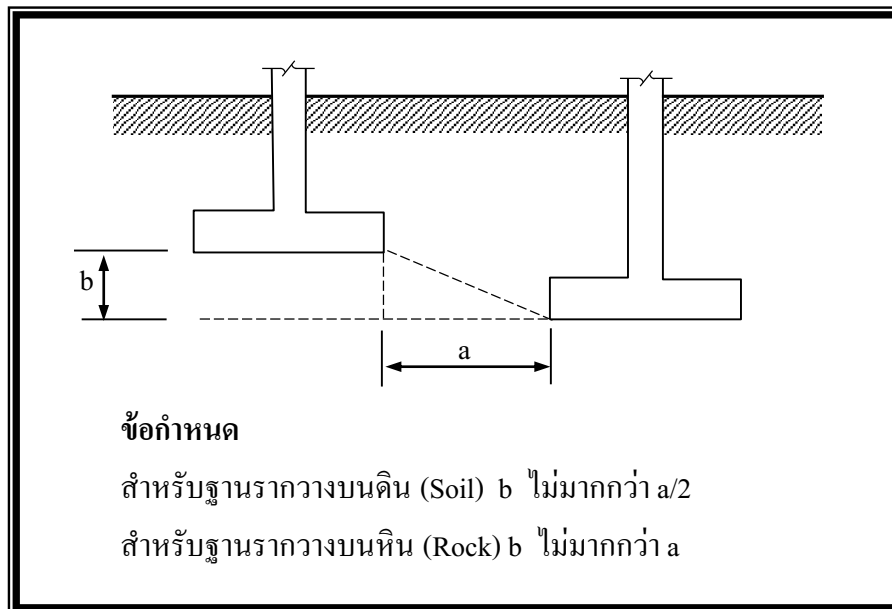 b
a
ข้อกำหนด
สำหรับฐานรากวางบนดิน (Soil) b ไม่มากกว่า a/2
สำหรับฐานรากวางบนหิน (Rock) b ไม่มากกว่า a